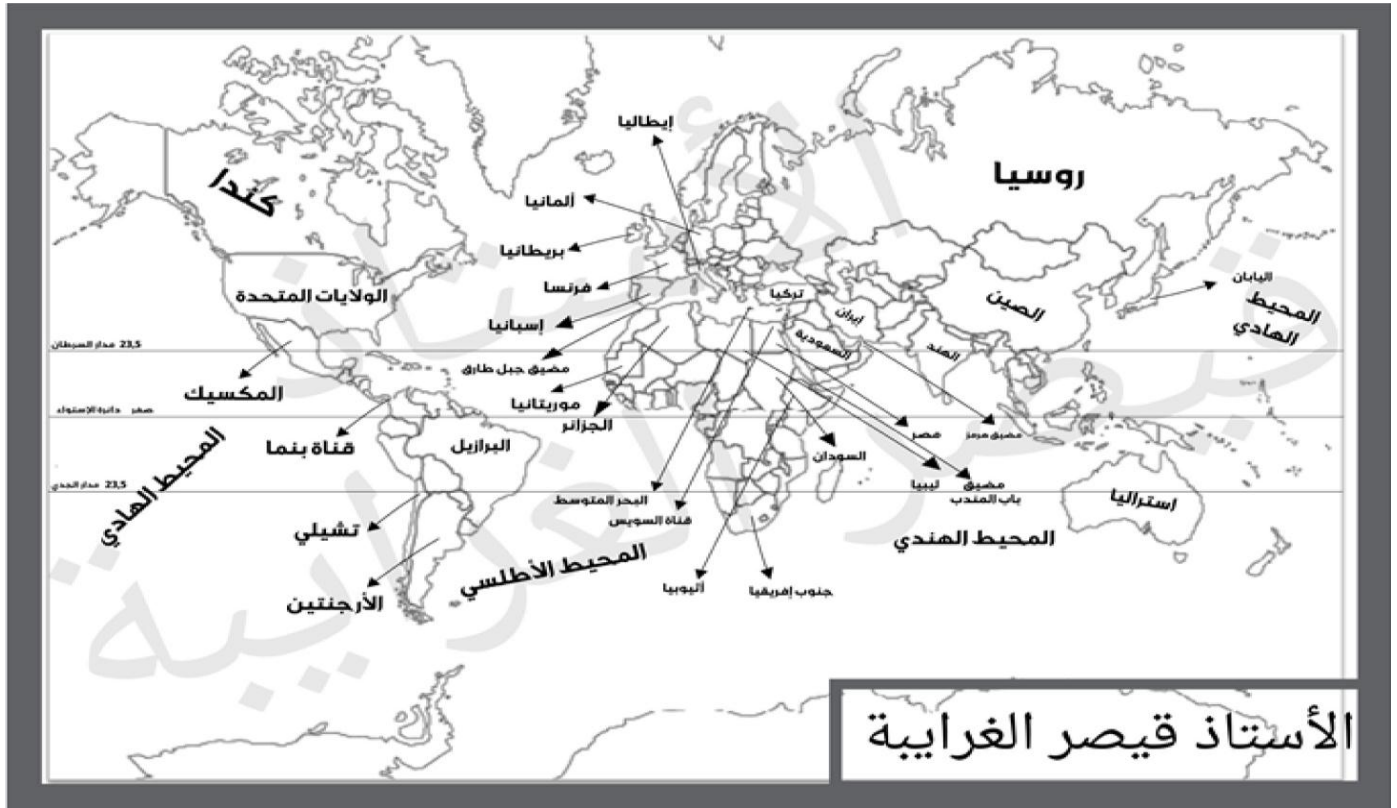 إيطاليا
روسيا
كندا
ألمانيا
بريطانيا
فرنسا
إسبانيا
الولايات المتحدة
تركيا
إيران
السعودية
الهند
الصين
اليابان
المحيط
الهادي
23,5 مدار السرطان
المكسيك
مضيق جبل طارق
موريتانيا
الجزائر
صفر دائرة الإستواء
قناة بنما
البرازيل
السودان
مصر
مضيق هرمز
ليبيا
مضيق
باب المندب
23,5 مدار الجدي
المحيط الهادي
تشيلي
الأرجنتين
البحر المتوسط
قناة السويس
المحيط الأطلسي
أثيوبيا
جنوب إفريقيا
المحيط الهندي
استراليا
الأستاذ قيصر الغرايبة
الأستاذ
قيصر الغرايبة